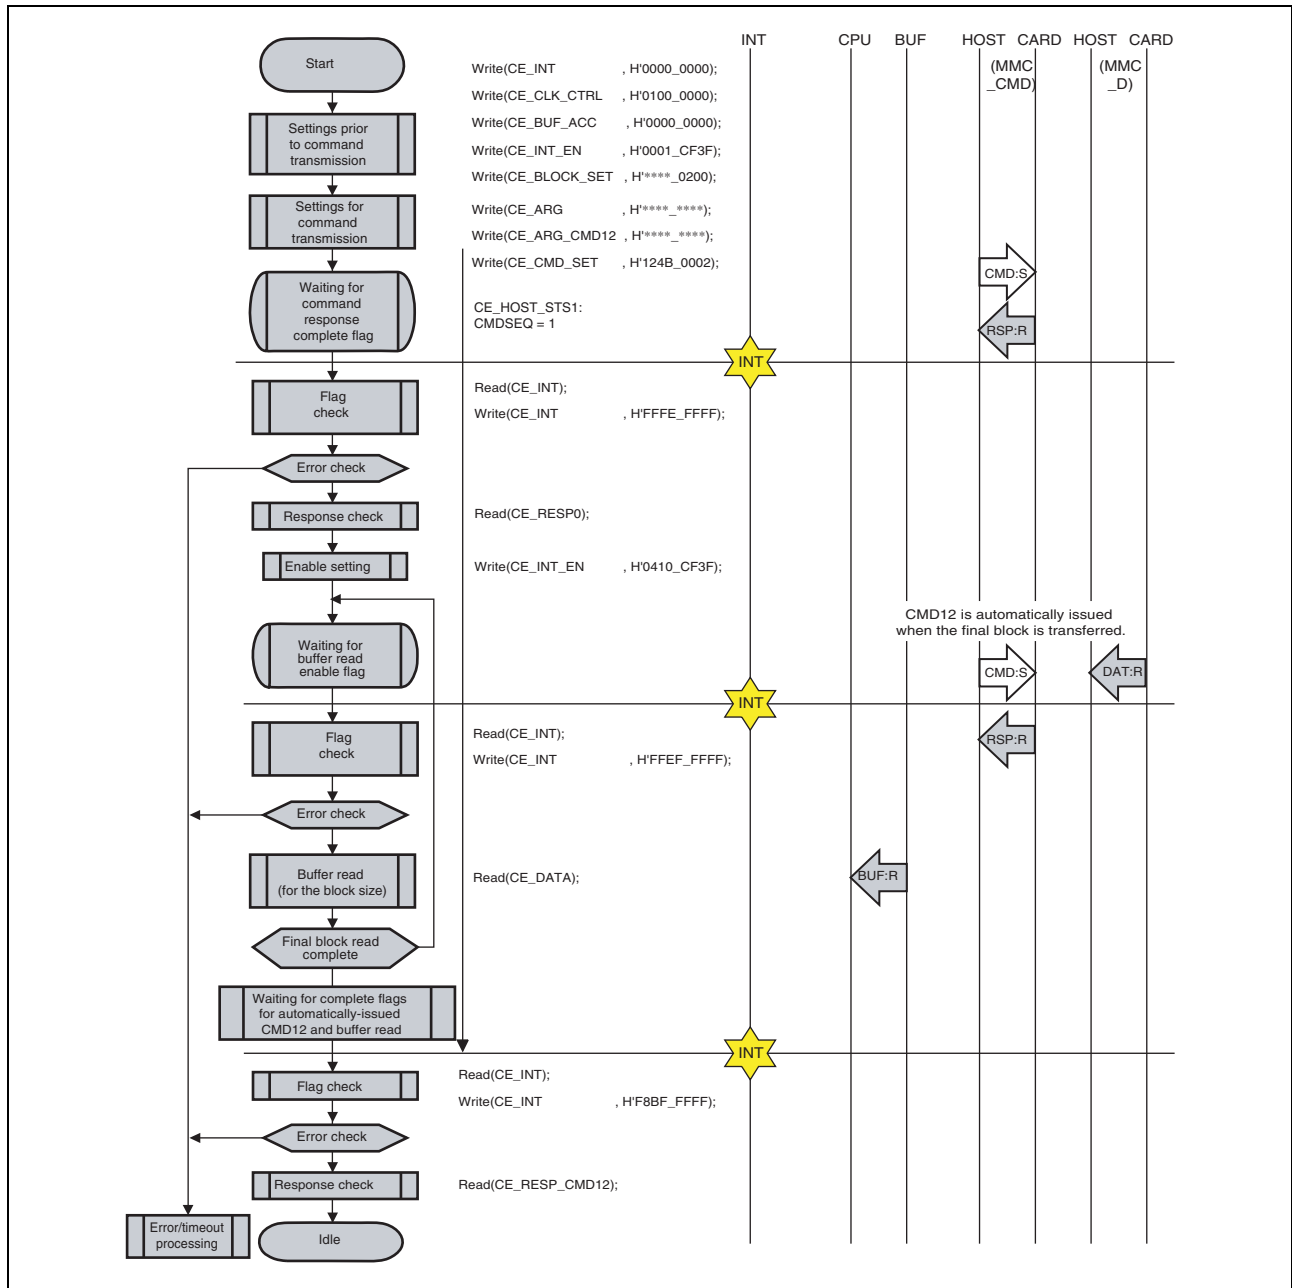 INT CPU BUF HOST CARD HOST CARD
(MMC (MMC
_CMD) _D)
Start
Write(CE_INT , H'0000_0000);
Write(CE_CLK_CTRL , H'0100_0000);
Settings prior
to command
transmission
Write(CE_BUF_ACC , H'0000_0000);
Write(CE_INT_EN , H'0001_CF3F);
Write(CE_BLOCK_SET , H'****_0200);
Settings for
command
transmission
Write(CE_ARG , H'****_****);
Write(CE_ARG_CMD12 , H'****_****);
Write(CE_CMD_SET , H'124B_0002);
CMD:S
Waiting for
command
response
complete flag
CE_HOST_STS1:
CMDSEQ = 1
RSP:R
INT
Flag
check
Read(CE_INT);
Write(CE_INT , H'FFFE_FFFF);
Error check
Response check
Read(CE_RESP0);
Enable setting
Write(CE_INT_EN , H'0410_CF3F);
CMD12 is automatically issued
when the final block is transferred.
Waiting for
buffer read
enable flag
CMD:S
DAT:R
INT
Flag
check
Read(CE_INT);
Write(CE_INT , H'FFEF_FFFF);
RSP:R
Error check
Buffer read
(for the block size)
Read(CE_DATA);
BUF:R
Final block read
complete
Waiting for complete flags
for automatically-issued
CMD12 and buffer read
INT
Flag check
Read(CE_INT);
Write(CE_INT , H'F8BF_FFFF);
Error check
Response check
Read(CE_RESP_CMD12);
Error/timeout
processing
Idle